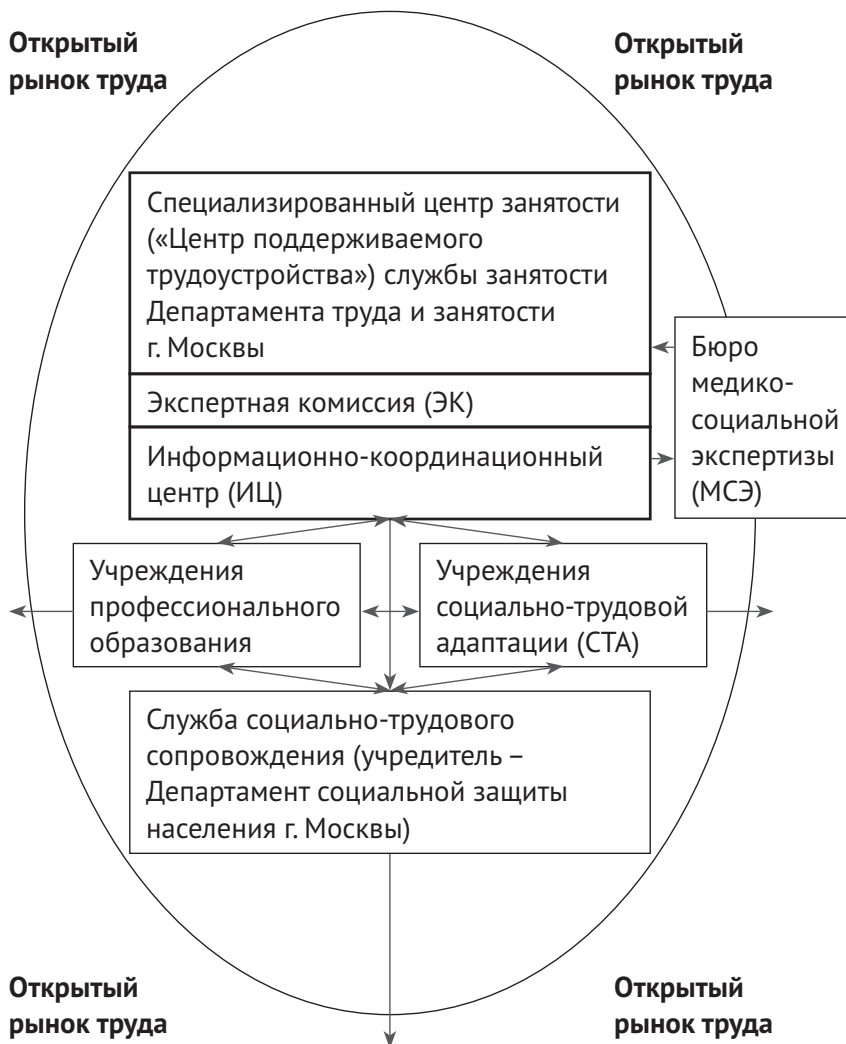 Открытый
рынок труда
Открытый
рынок труда
Специализированный центр занятости
(«Центр поддерживаемого
трудоустройства») службы занятости
Департамента труда и занятости
г. Москвы
Экспертная комиссия (ЭК)
Информационно-координационный
центр (ИЦ)
Бюро
медико-
социальной
экспертизы
(МСЭ)
Учреждения
профессионального
образования
Учреждения
социально-трудовой
адаптации (СТА)
Служба социально-трудового
сопровождения (учредитель –
Департамент социальной защиты
населения г. Москвы)
Открытый
рынок труда
Открытый
рынок труда